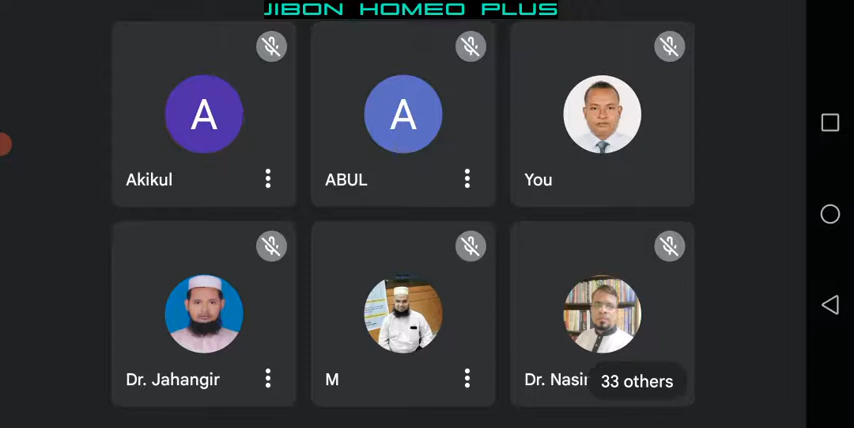 JIBON HOMEO PLUS
A
A
Akikul
ABUL
You
Dr. Jahangir
M
Dr. Nasir
33 others